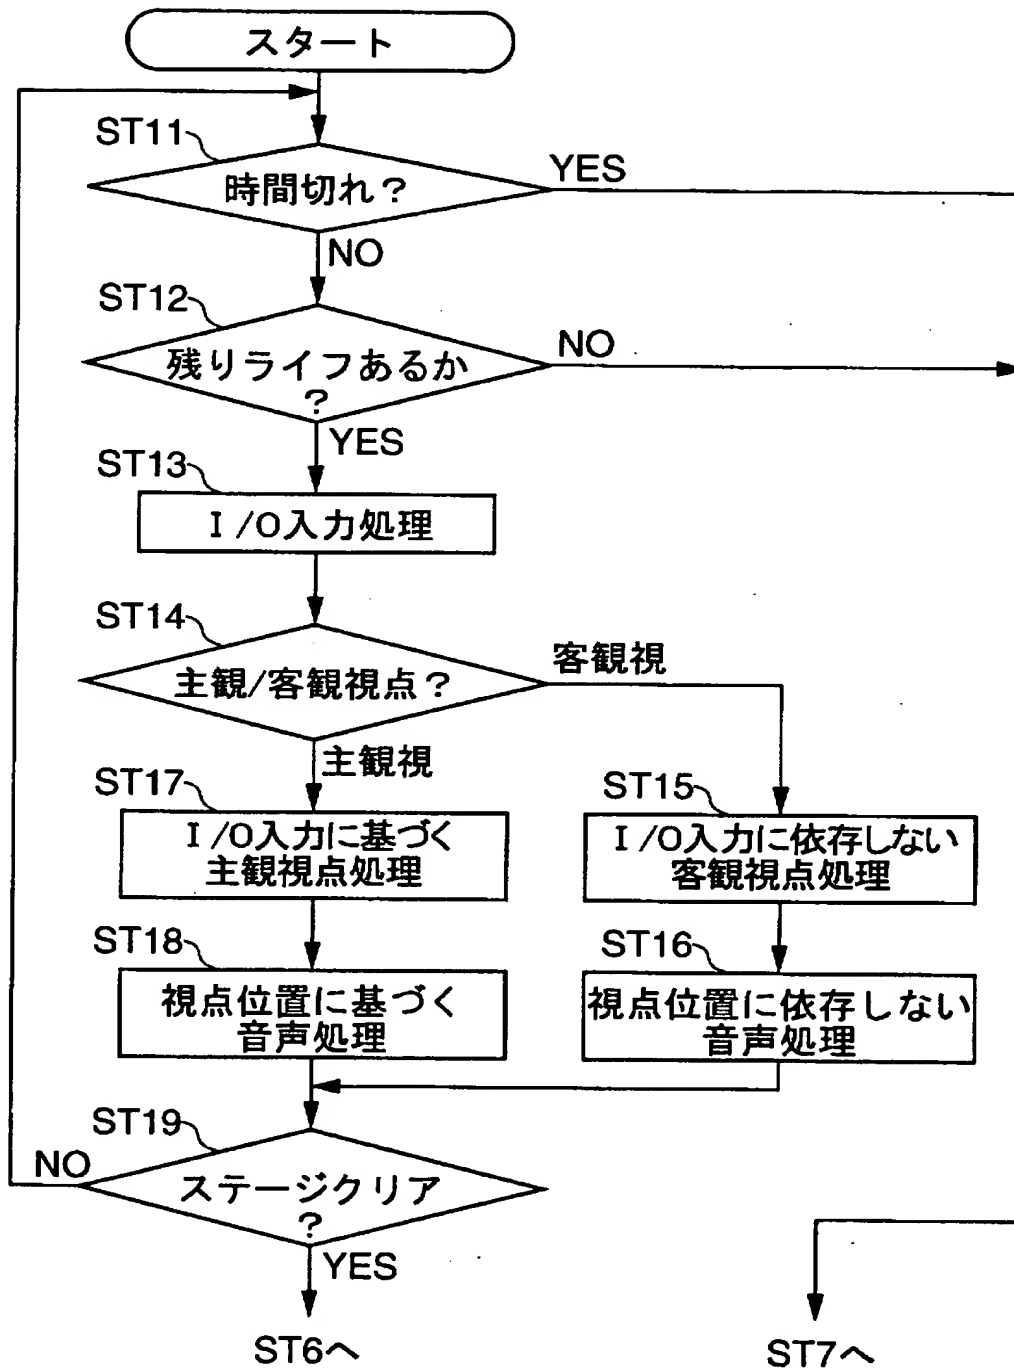 スタート
ST11
時間切れ？
YES
NO
ST12
残りライフあるか
？
NO
YES
ST13
I/O入力処理
ST14
主観/客観視点？
客観視
主観視
ST17
I/O入力に基づく
主観視点処理
ST15
I/O入力に依存しない
客観視点処理
ST18
視点位置に基づく
音声処理
ST16
視点位置に依存しない
音声処理
ST19
NO
ステージクリア
？
YES
ST6へ
ST7へ